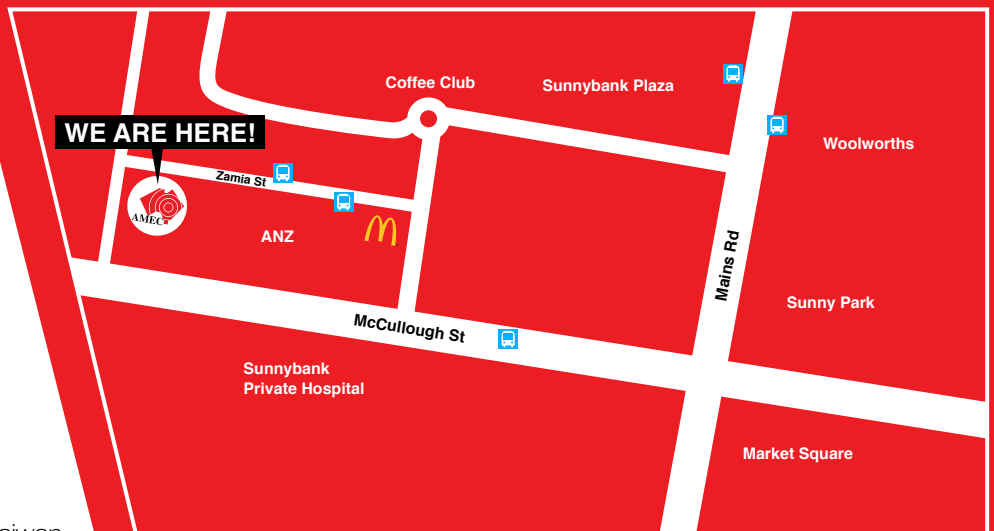 Coffee Club
Sunnybank Plaza
WE ARE HERE!
Woolworths
Zamia St
AMEC
ANZ
Mains Rd
Sunny Park
McCullough St
Sunnybank
Private Hospital
Market Square